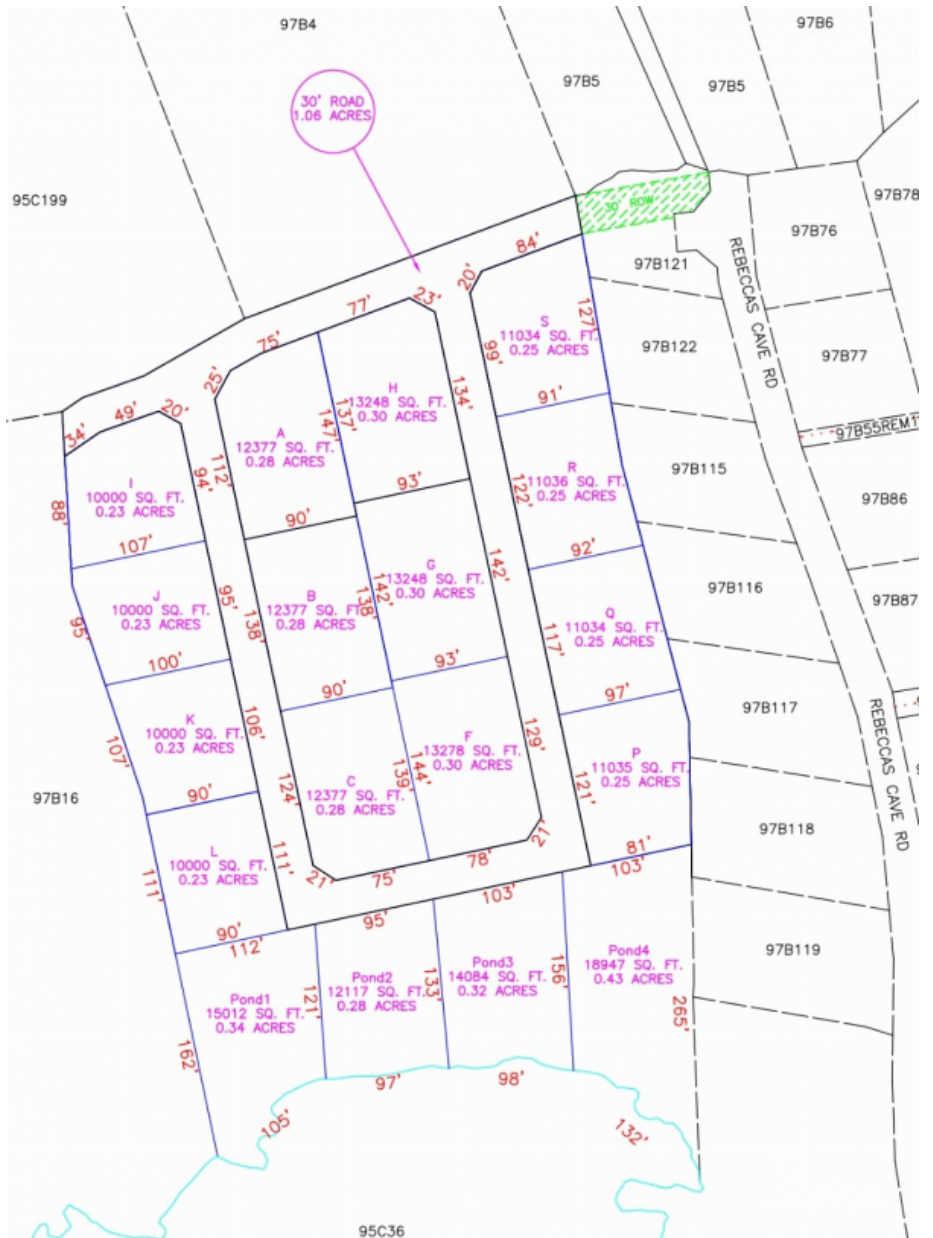 97B4
97B6
97B5
97B5
30' ROAD
1.06 ACRES
95C199
97B78
30' ROW
97B76
84'
REBECCAS CAVE RD
97B121
20'
77'
23'
127'
75'
S
11034 SQ. FT.
0.25 ACRES
97B122
97B77
99'
25'
H
13248 SQ. FT.
0.30 ACRES
134'
91'
49'
20'
137'
147'
34'
97B55REM1
A
12377 SQ. FT.
0.28 ACRES
94'
112'
R
11036 SQ. FT.
0.25 ACRES
97B115
I
10000 SQ. FT.
0.23 ACRES
93'
122'
97B86
88'
90'
107'
92'
G
13248 SQ. FT.
0.30 ACRES
142'
97B116
97B87
J
10000 SQ. FT.
0.23 ACRES
95'
B
12377 SQ. FT.
0.28 ACRES
142'
138'
Q
11034 SQ. FT.
0.25 ACRES
95'
138'
117'
100'
93'
90'
97'
97B117
REBECCAS CAVE RD
K
10000 SQ. FT.
0.23 ACRES
106'
F
13278 SQ. FT.
0.30 ACRES
129'
107'
P
11035 SQ. FT.
0.25 ACRES
C
12377 SQ. FT.
0.28 ACRES
144'
139'
124'
121'
97B16
90'
97B118
L
10000 SQ. FT.
0.23 ACRES
111'
21'
78'
81'
103'
21'
75'
111'
103'
95'
90'
112'
97B119
Pond4
18947 SQ. FT.
0.43 ACRES
Pond3
14084 SQ. FT.
0.32 ACRES
156'
Pond2
12117 SQ. FT.
0.28 ACRES
133'
Pond1
15012 SQ. FT.
0.34 ACRES
121'
265'
162'
97'
98'
105'
132'
95C36